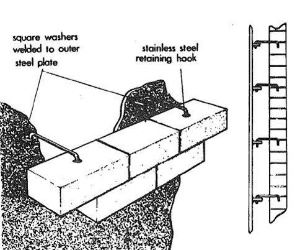 square washers
welded to outer
steel plate
stainless steel
retaining hook